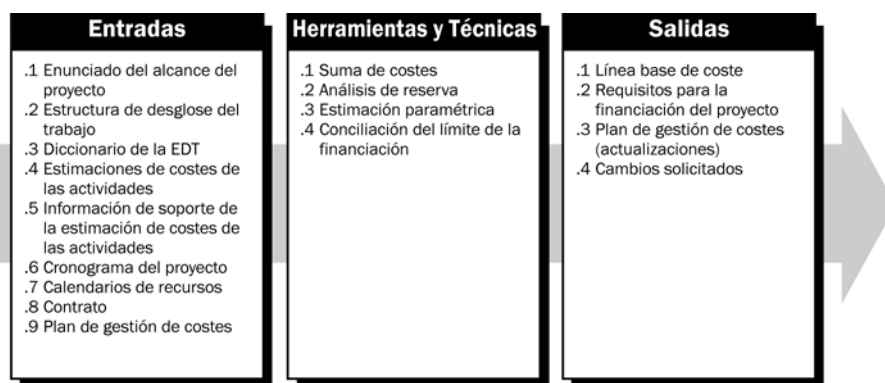 Entradas
.1 Enunciado del alcance del
proyecto
.2 Estructura de desglose del
trabajo
.3 Diccionario de la EDT
.4 Estimaciones de costes de
las actividades
.5 Información de soporte de
la estimación de costes de
las actividades
.6 Cronograma del proyecto
.7 Calendarios de recursos
.8 Contrato
.9 Plan de gestión de costes
Herramientas y Técnicas
.1 Suma de costes
.2 Análisis de reserva
.3 Estimación paramétrica
.4 Conciliación del límite de la
financiación
Salidas
.1 Línea base de coste
.2 Requisitos para la
financiación del proyecto
.3 Plan de gestión de costes
(actualizaciones)
.4 Cambios solicitados